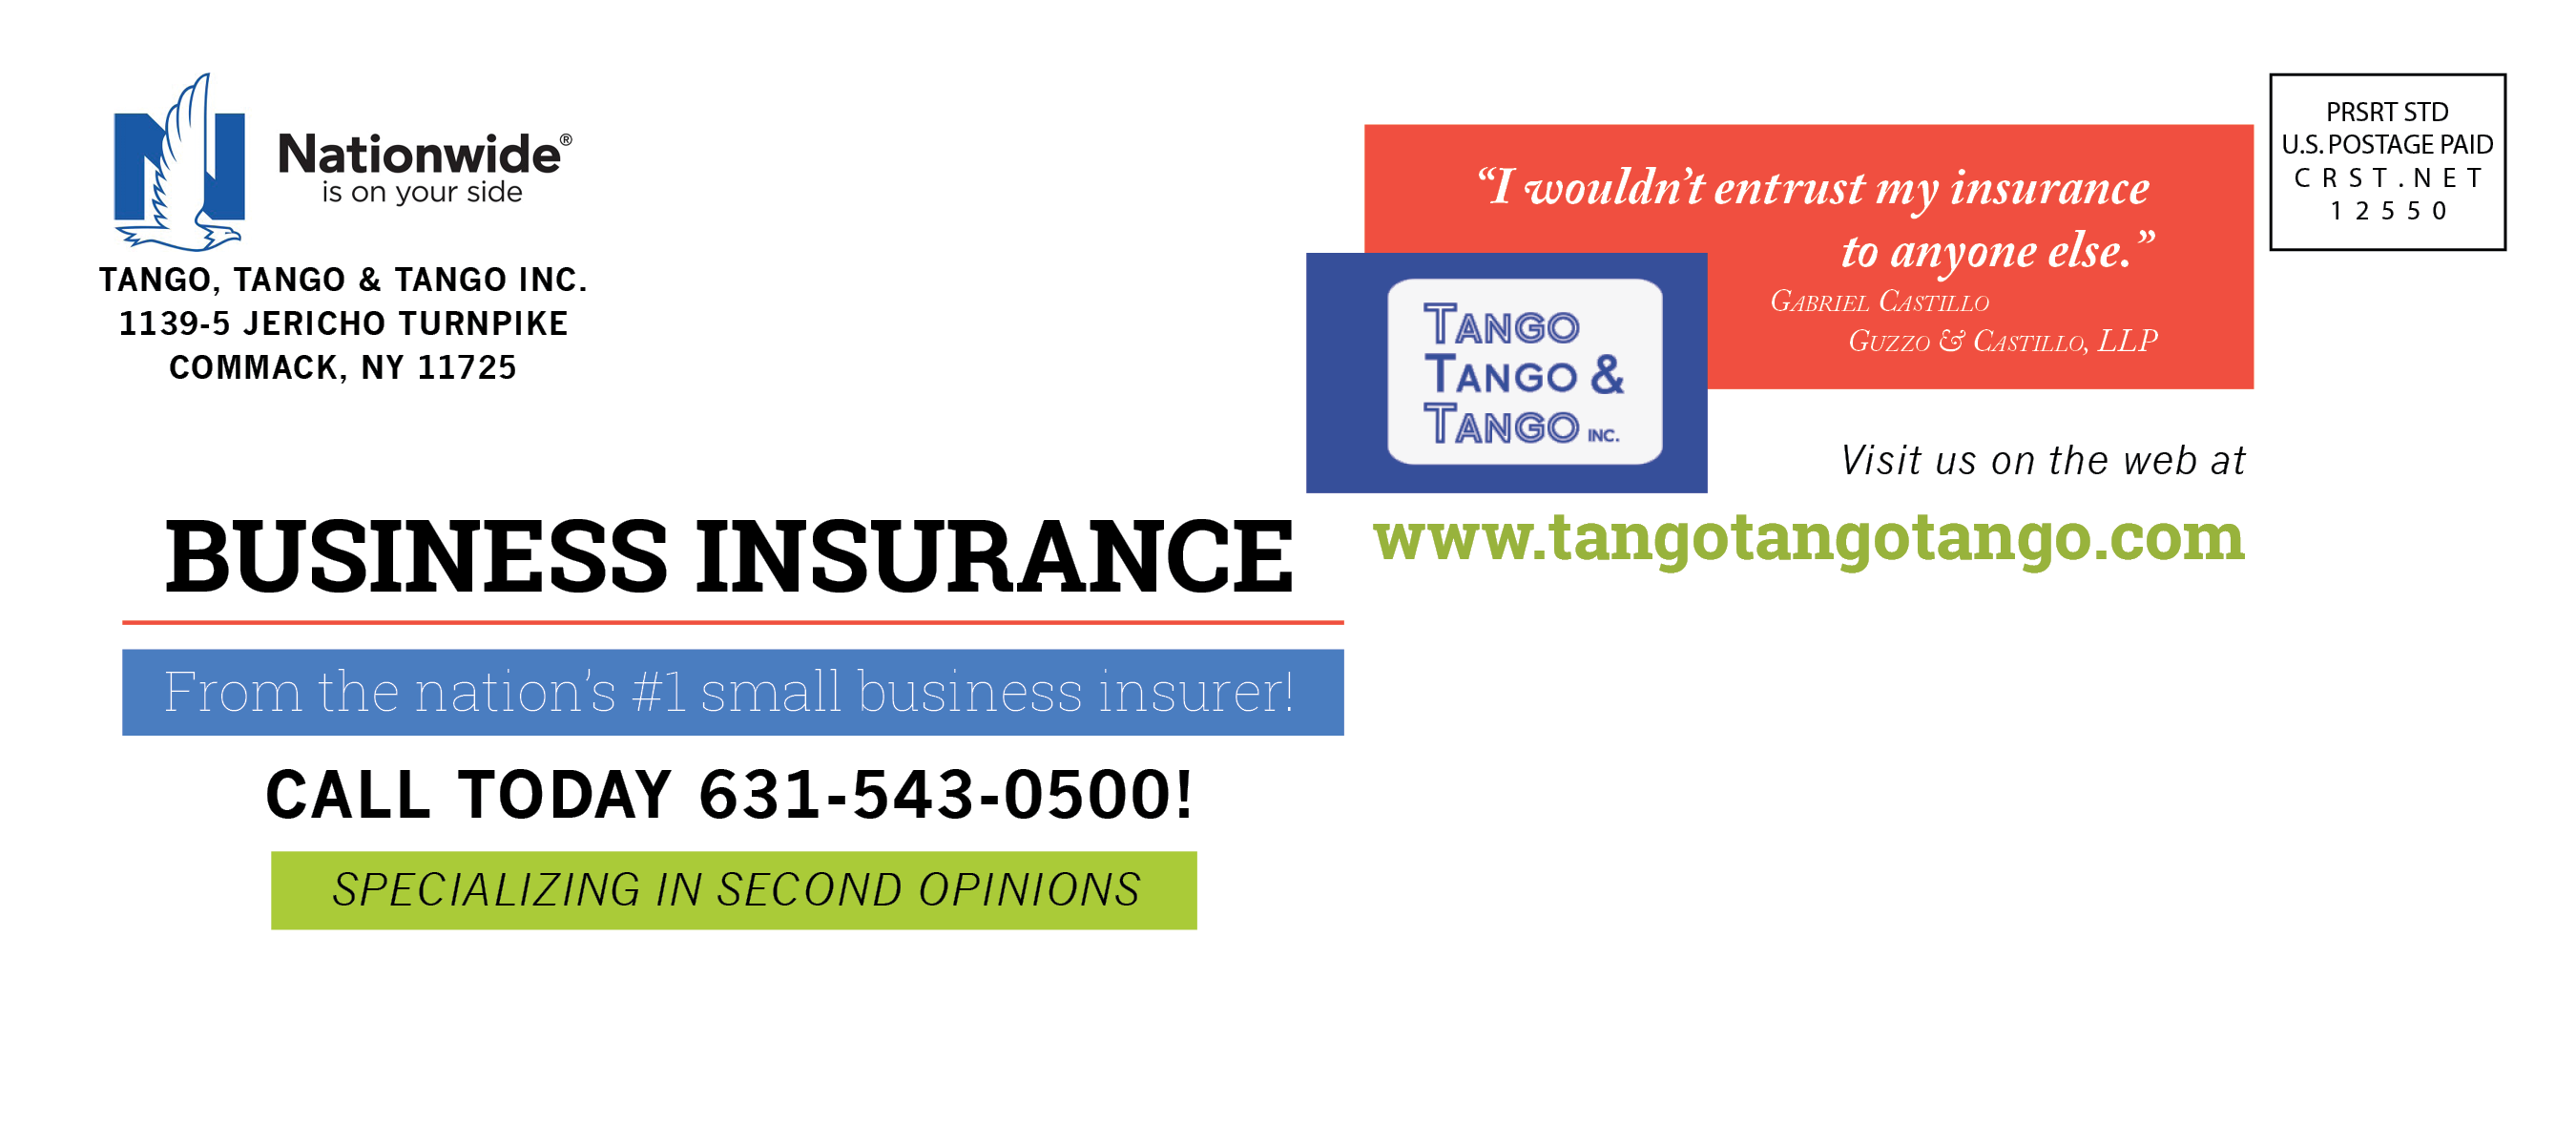 Nationwide®
is on your side
TANGO, TANGO & TANGO INC.
1139-5 JERICHO TURNPIKE
COMMACK, NY 11725
“I wouldn’t entrust my insurance
to anyone else.”
GABRIEL CASTILLO
GUZZO & CASTILLO, LLP
PRSRT STD
U.S. POSTAGE PAID
CRST.NET
12550
TANGO
TANGO &
TANGO INC.
Visit us on the web at
www.tangotangotango.com
BUSINESS INSURANCE
From the nation’s #1 small business insurer!
CALL TODAY 631-543-0500!
SPECIALIZING IN SECOND OPINIONS